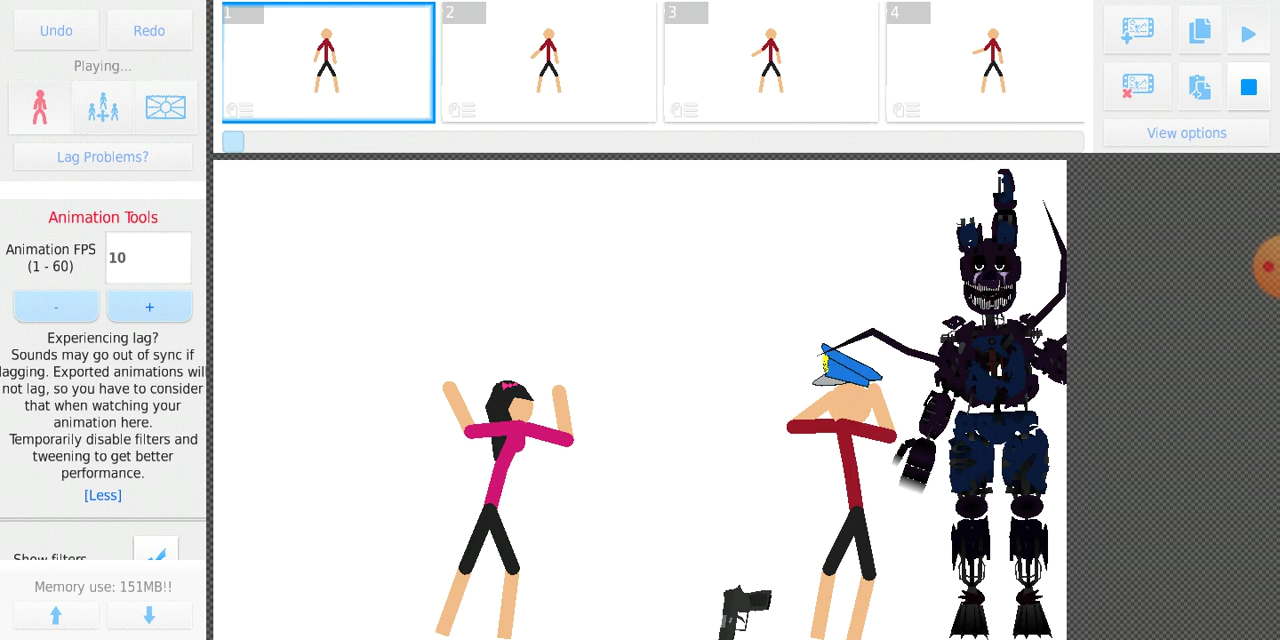 Undo
Redo
Playing...
Lag Problems?
1
2
3
4
View options
Animation Tools
Animation FPS
(1 - 60)
10
-
+
Experiencing lag?
Sounds may go out of sync if
lagging. Exported animations will
not lag, so you have to consider
that when watching your
animation here.
Temporarily disable filters and
tweening to get better
performance.
[Less]
Show filters
Memory use: 151MB!!